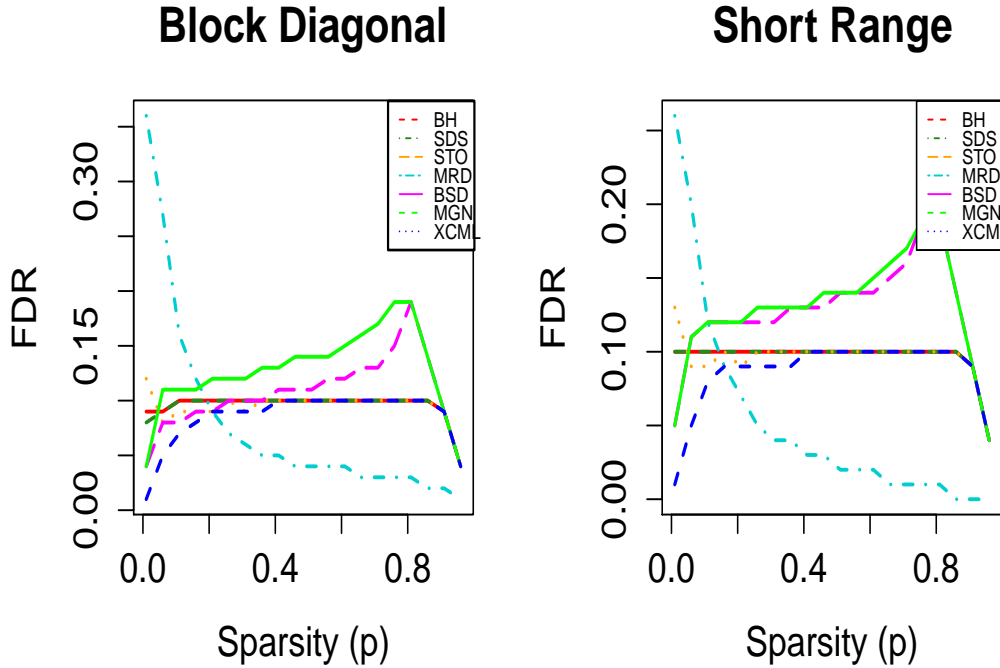 Block Diagonal
FDR
0.00
0.15
0.30
BH
SDS
STO
MRD
BSD
MGN
XCML
0.0
0.4
0.8
Sparsity (p)
Short Range
FDR
0.00
0.10
0.20
BH
SDS
STO
MRD
BSD
MGN
XCM
0.0
0.4
0.8
Sparsity (p)